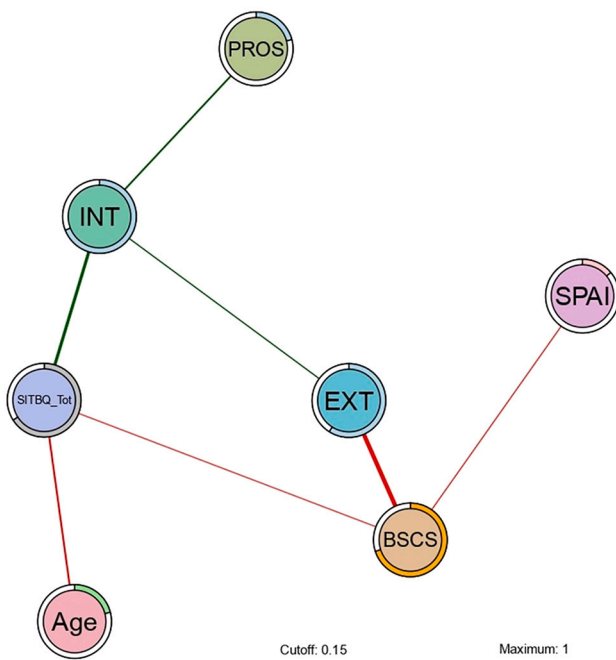 PROS
INT
SPAI
SITBQ_Tot
EXT
BSCS
Age
Cutoff: 0.15
Maximum: 1